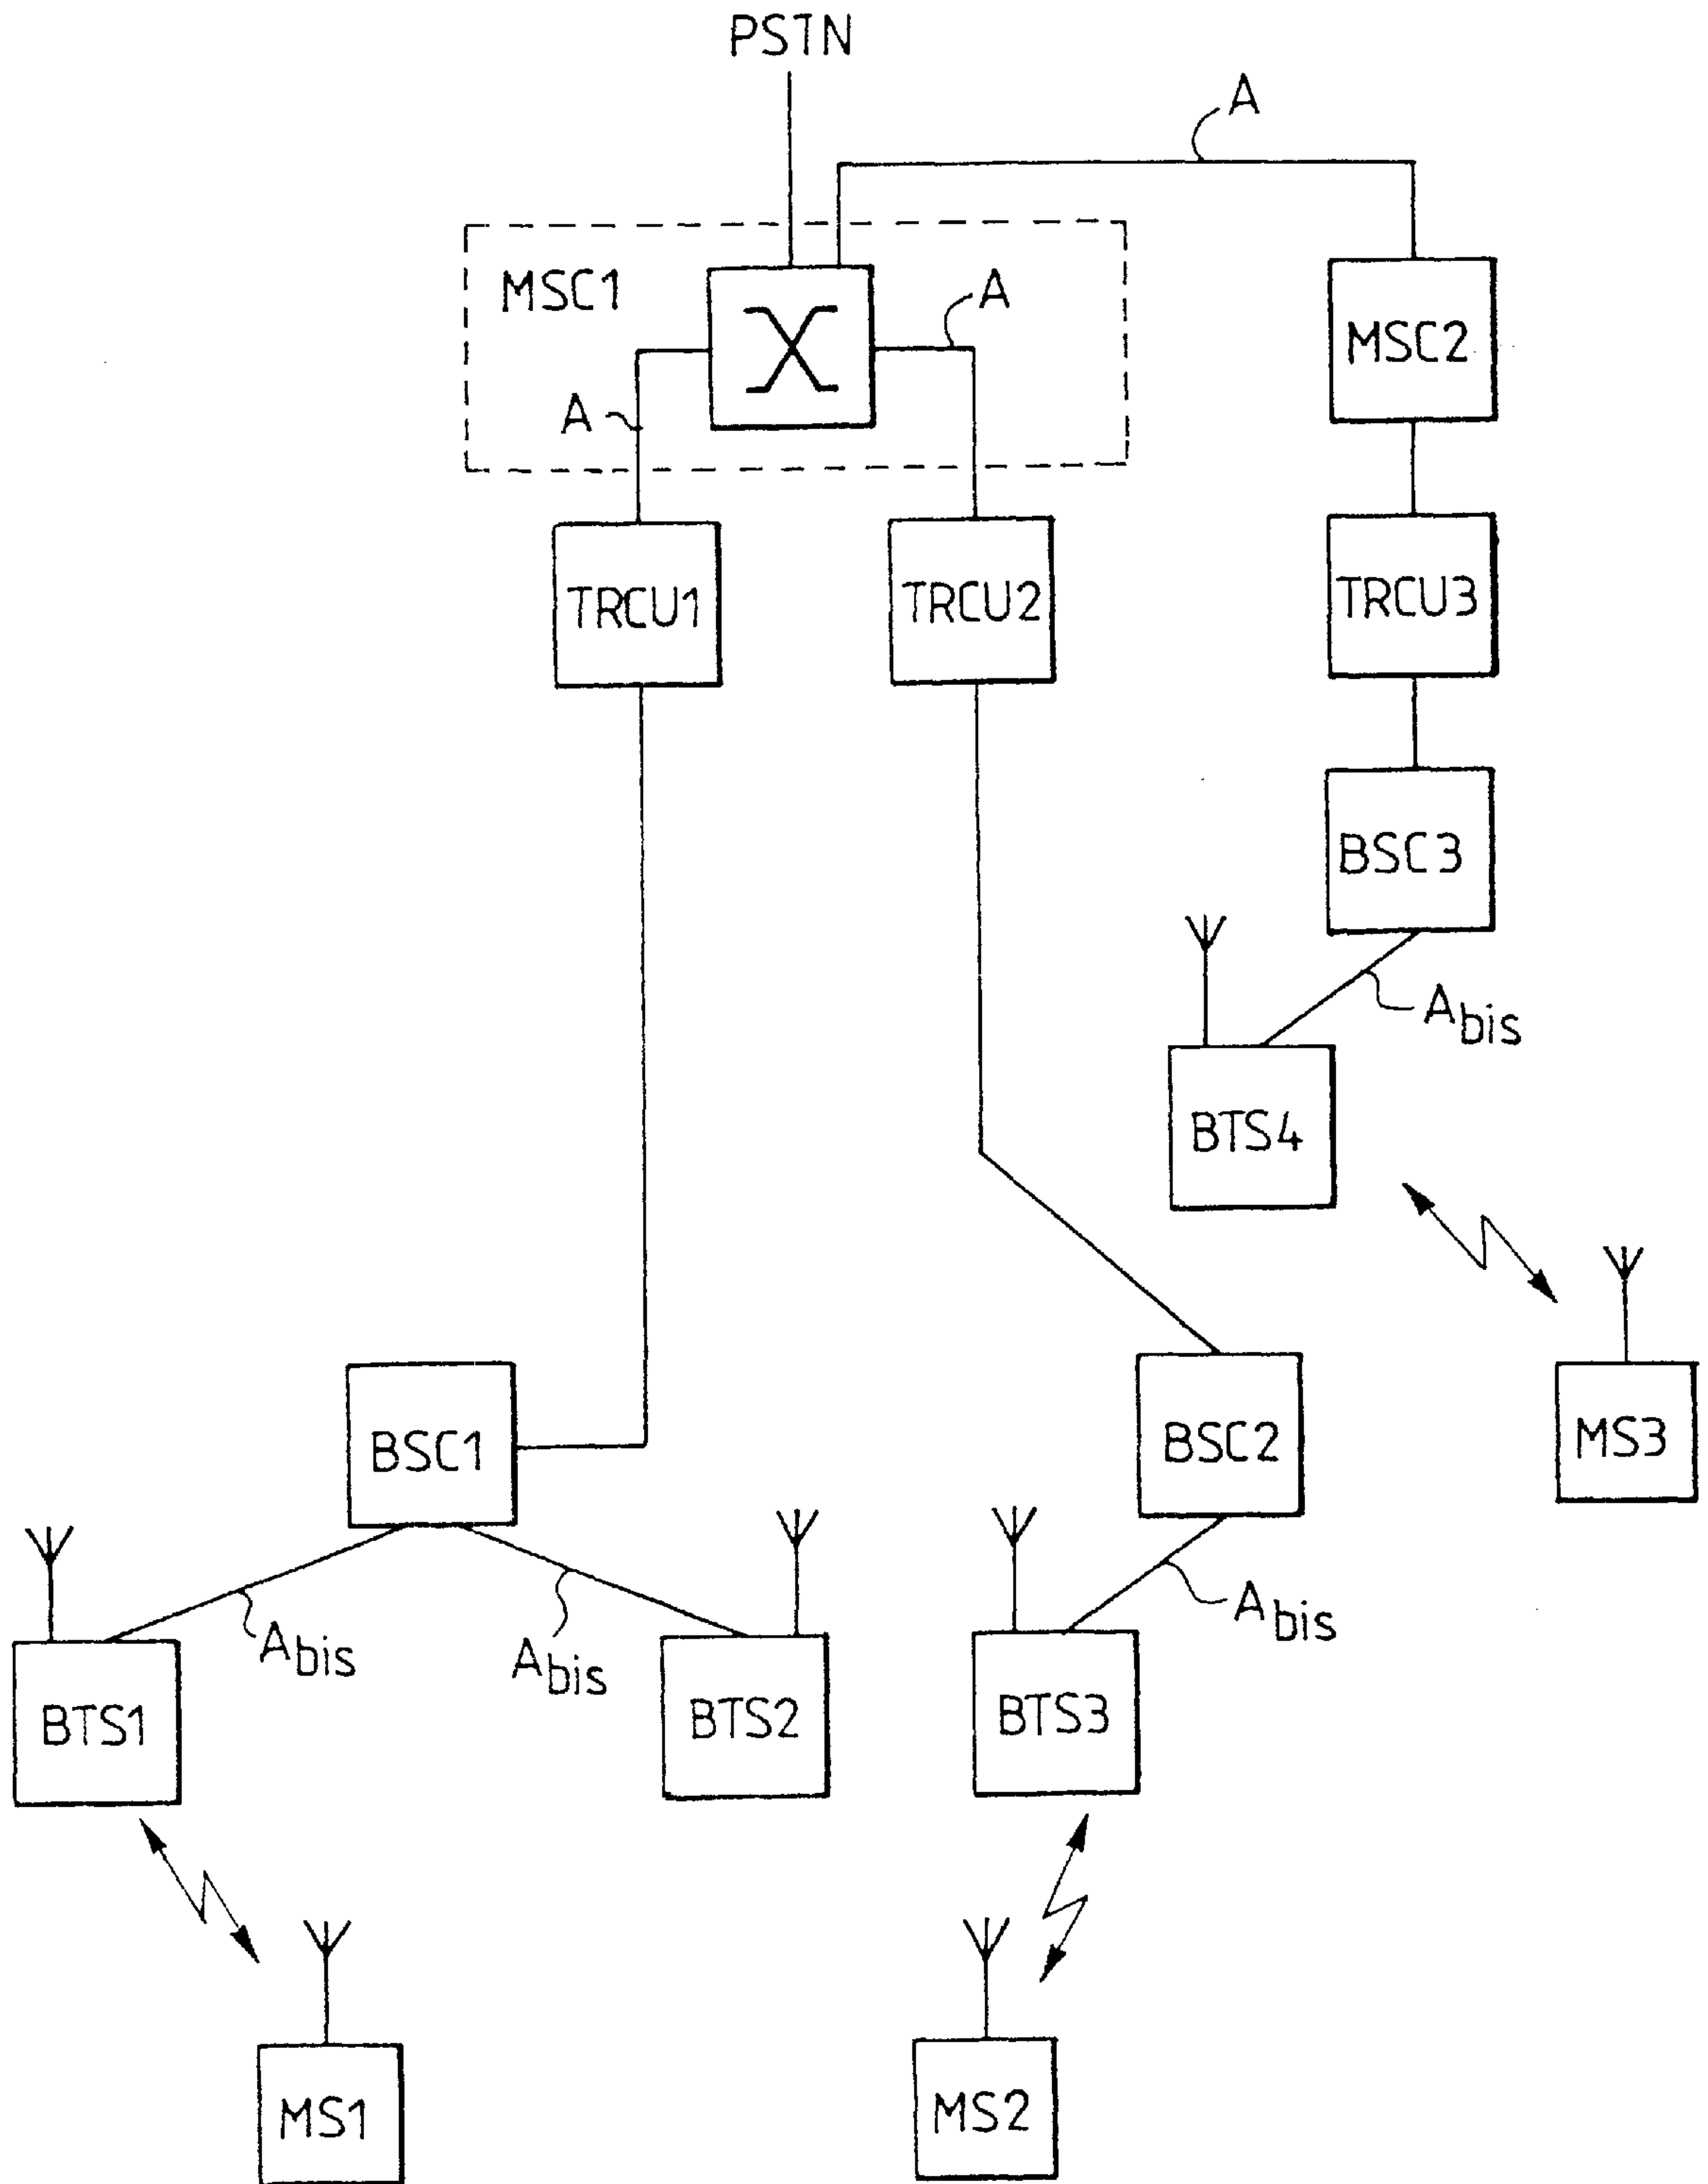 PSTN
A
MSC1
A
MSC2
A
TRCU1
TRCU2
TRCU3
BSC3
Abis
BTS4
BSC1
BSC2
MS3
Abis
Abis
Abis
BTS1
BTS2
BTS3
MS1
MS2